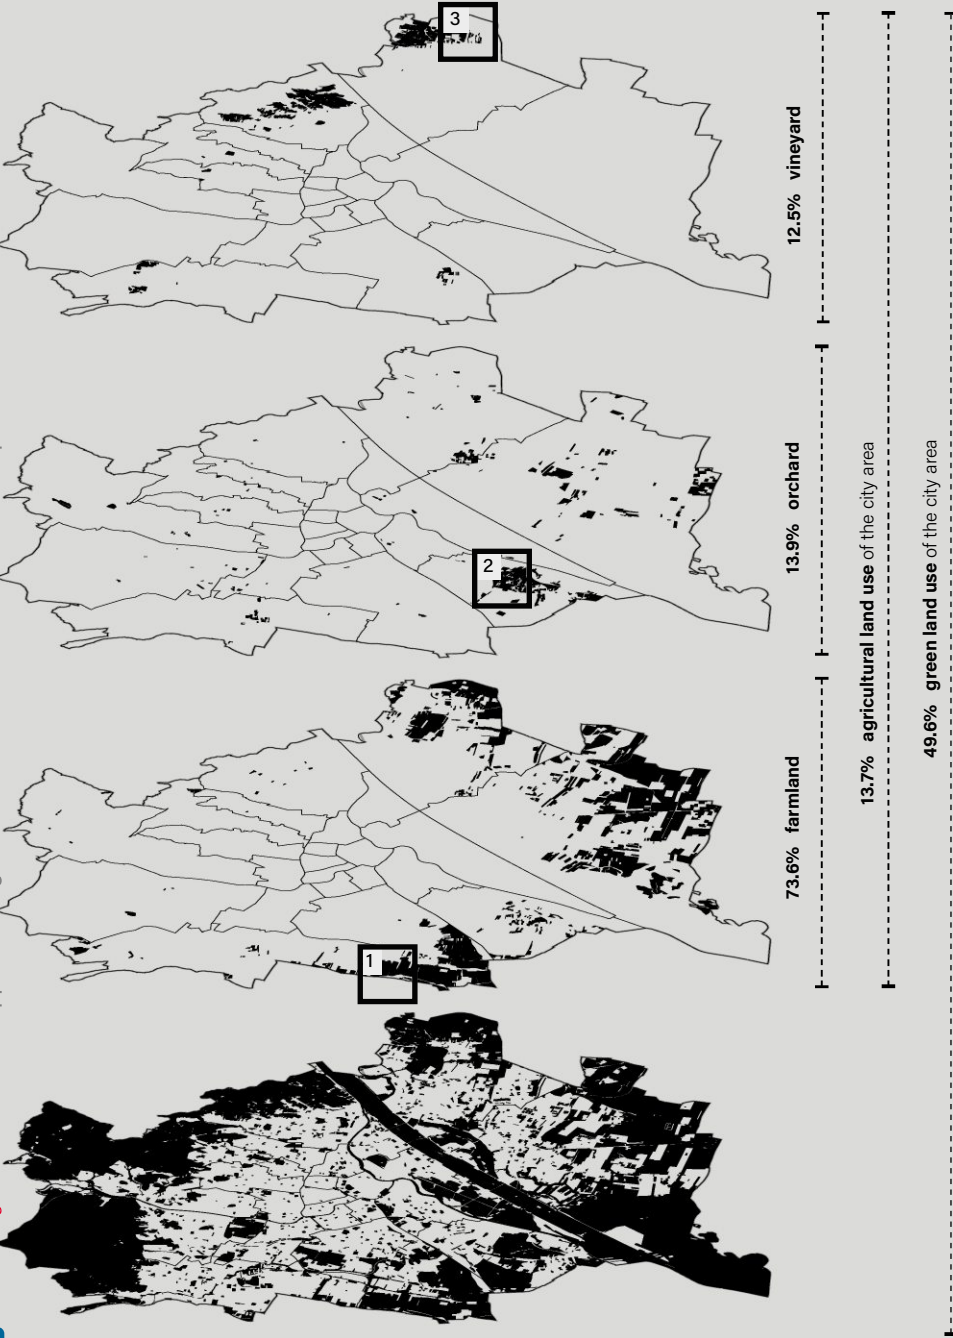 3
12.5% vineyard
2
13.9% orchard
1
73.6% farmland
13.7% agricultural land use of the city area
49.6% green land use of the city area